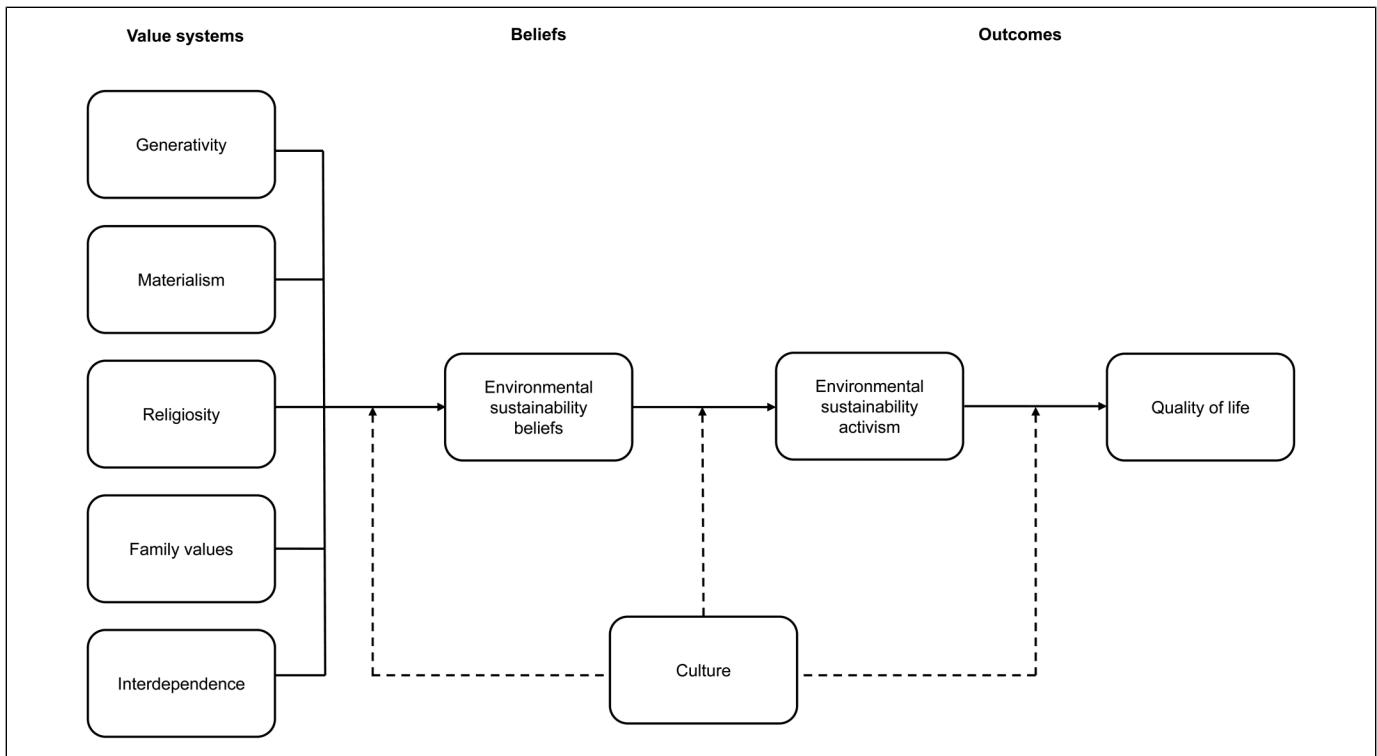 Value systems
Beliefs
Outcomes
Generativity
Materialism
Religiosity
Family values
Interdependence
Environmental
sustainability
beliefs
Environmental
sustainability
activism
Quality of life
Culture